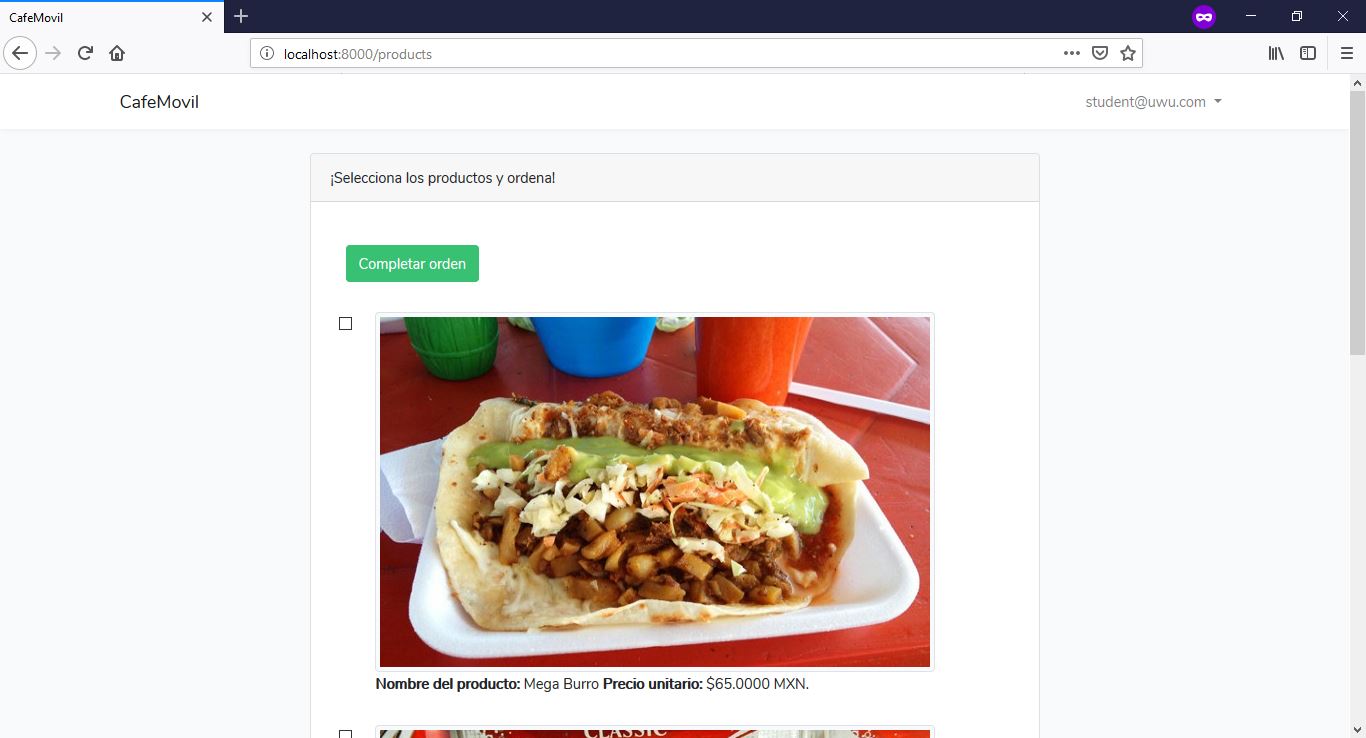 CafeMovil
localhost:8000/products
CafeMovil
student@uwu.com
¡Selecciona los productos y ordena!
Completar orden
Nombre del producto: Mega Burro Precio unitario: $65.0000 MXN.
CLASSIC